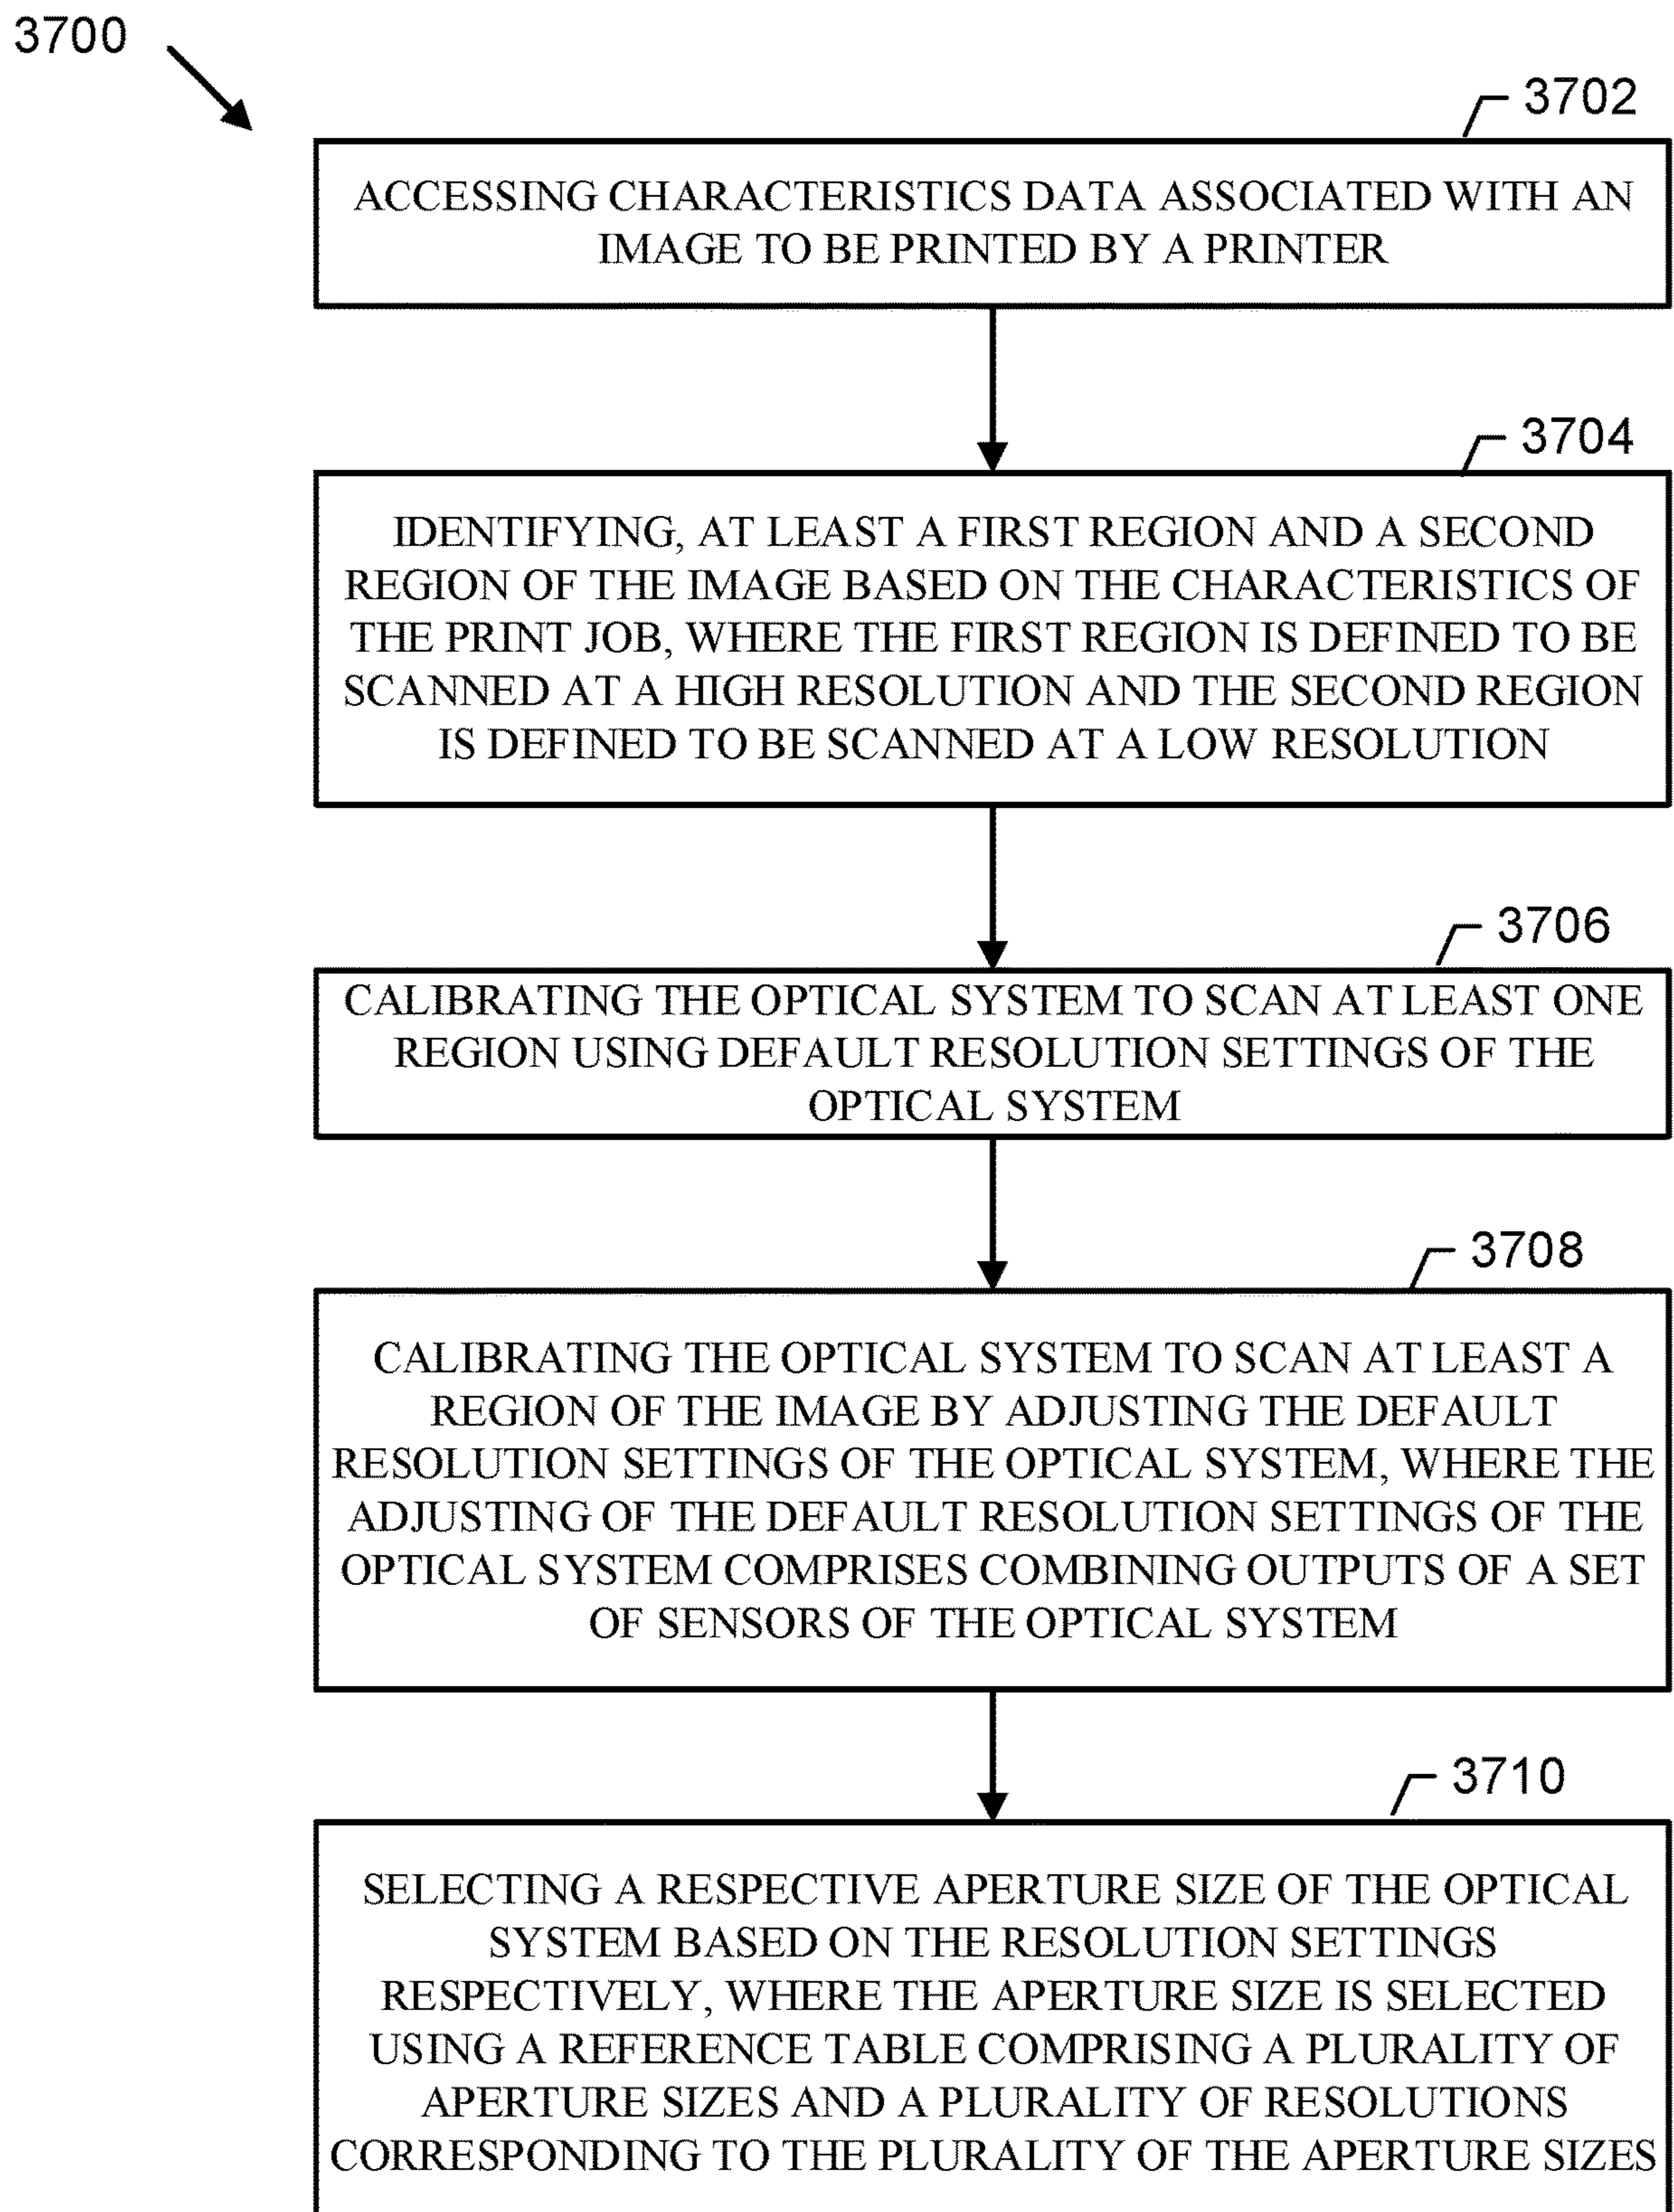 3700
3702
ACCESSING CHARACTERISTICS DATA ASSOCIATED WITH AN
IMAGE TO BE PRINTED BY A PRINTER
3704
IDENTIFYING, AT LEAST A FIRST REGION AND A SECOND
REGION OF THE IMAGE BASED ON THE CHARACTERISTICS OF
THE PRINT JOB, WHERE THE FIRST REGION IS DEFINED TO BE
SCANNED AT A HIGH RESOLUTION AND THE SECOND REGION
IS DEFINED TO BE SCANNED AT A LOW RESOLUTION
3706
CALIBRATING THE OPTICAL SYSTEM TO SCAN AT LEAST ONE
REGION USING DEFAULT RESOLUTION SETTINGS OF THE
OPTICAL SYSTEM
3708
CALIBRATING THE OPTICAL SYSTEM TO SCAN AT LEAST A
REGION OF THE IMAGE BY ADJUSTING THE DEFAULT
RESOLUTION SETTINGS OF THE OPTICAL SYSTEM, WHERE THE
ADJUSTING OF THE DEFAULT RESOLUTION SETTINGS OF THE
OPTICAL SYSTEM COMPRISES COMBINING OUTPUTS OF A SET
OF SENSORS OF THE OPTICAL SYSTEM
3710
SELECTING A RESPECTIVE APERTURE SIZE OF THE OPTICAL
SYSTEM BASED ON THE RESOLUTION SETTINGS
RESPECTIVELY, WHERE THE APERTURE SIZE IS SELECTED
USING A REFERENCE TABLE COMPRISING A PLURALITY OF
APERTURE SIZES AND A PLURALITY OF RESOLUTIONS
CORRESPONDING TO THE PLURALITY OF THE APERTURE SIZES